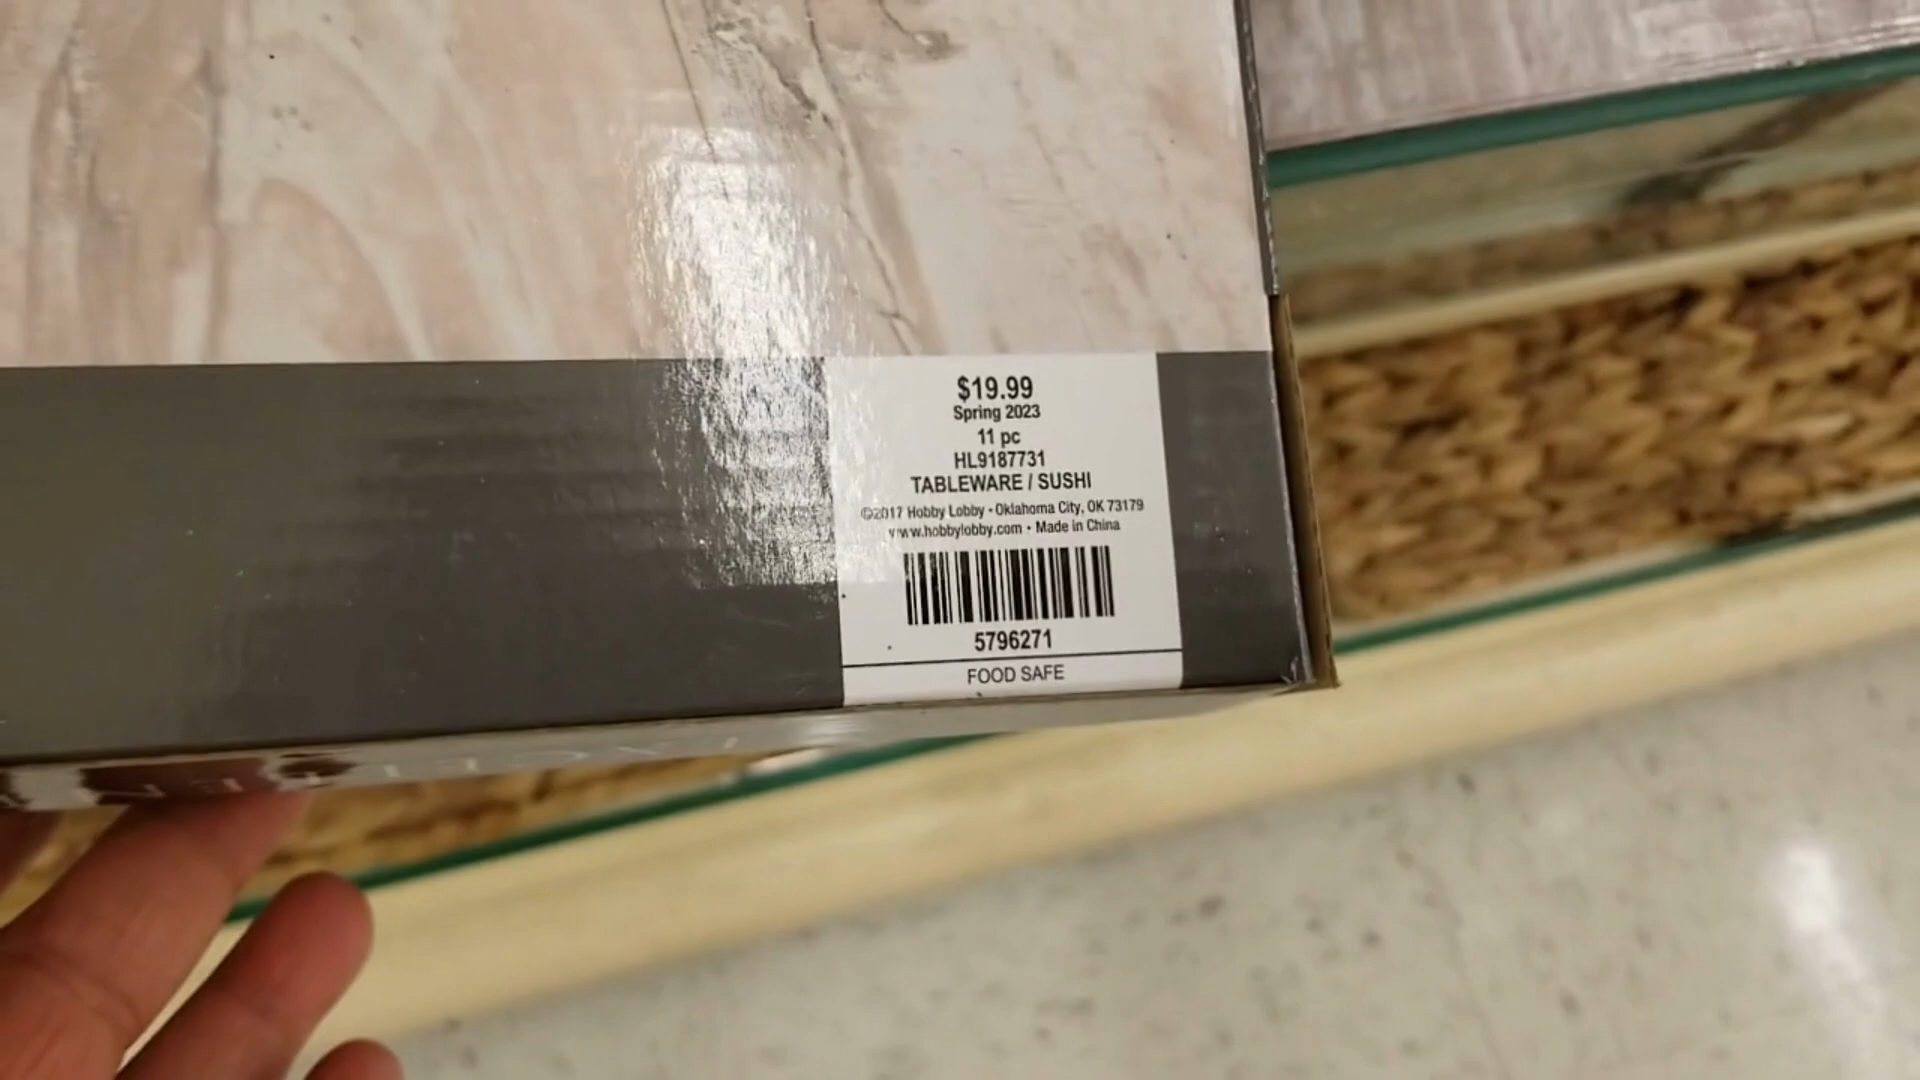 $19.99
Spring 2023
11 pc
HL9187731
TABLEWARE / SUSHI
©2017 Hobby Lobby • Oklahoma City, OK 73179
www.hobbylobby.com • Made in China
5796271
FOOD SAFE